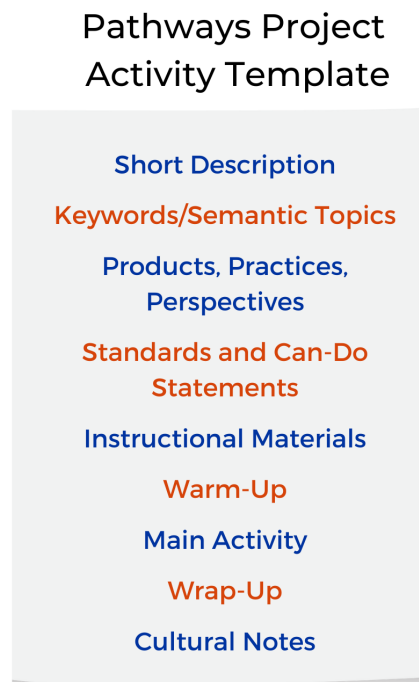 Pathways Project
Activity Template
Short Description
Keywords/Semantic Topics
Products, Practices,
Perspectives
Standards and Can-Do
Statements
Instructional Materials
Warm-Up
Main Activity
Wrap-Up
Cultural Notes